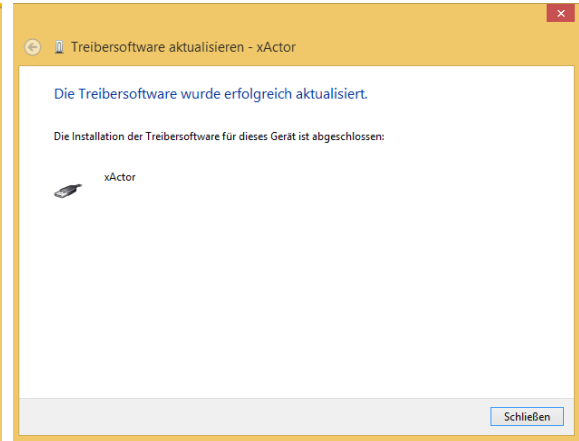 Treibersoftware aktualisieren - xActor
Die Treibersoftware wurde erfolgreich aktualisiert.
Die Installation der Treibersoftware für dieses Gerät ist abgeschlossen:
xActor
Schließen